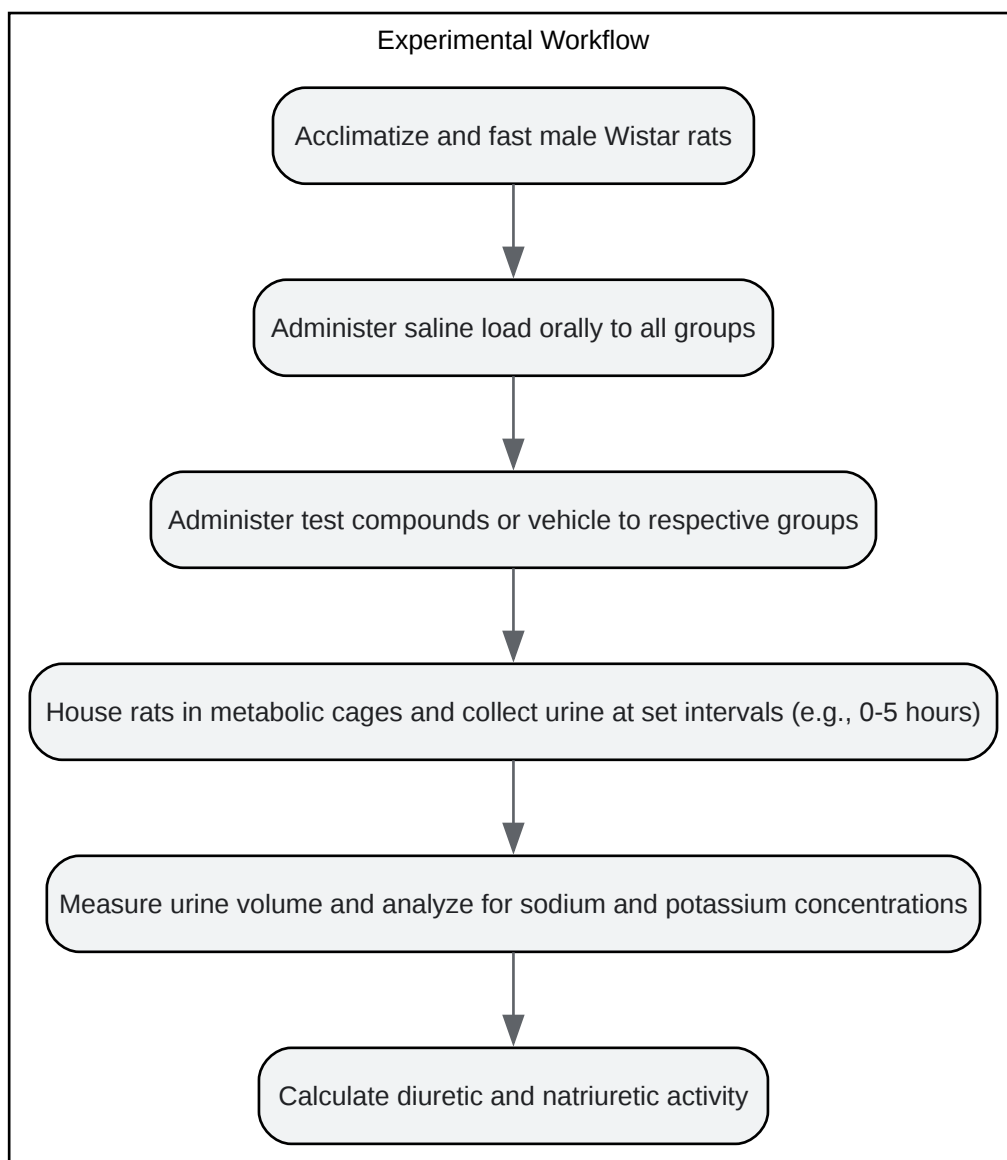 Experimental Workflow
Acclimatize and fast male Wistar rats
Administer saline load orally to all groups
Administer test compounds or vehicle to respective groups
House rats in metabolic cages and collect urine at set intervals (e.g., 0-5 hours)
Measure urine volume and analyze for sodium and potassium concentrations
Calculate diuretic and natriuretic activity